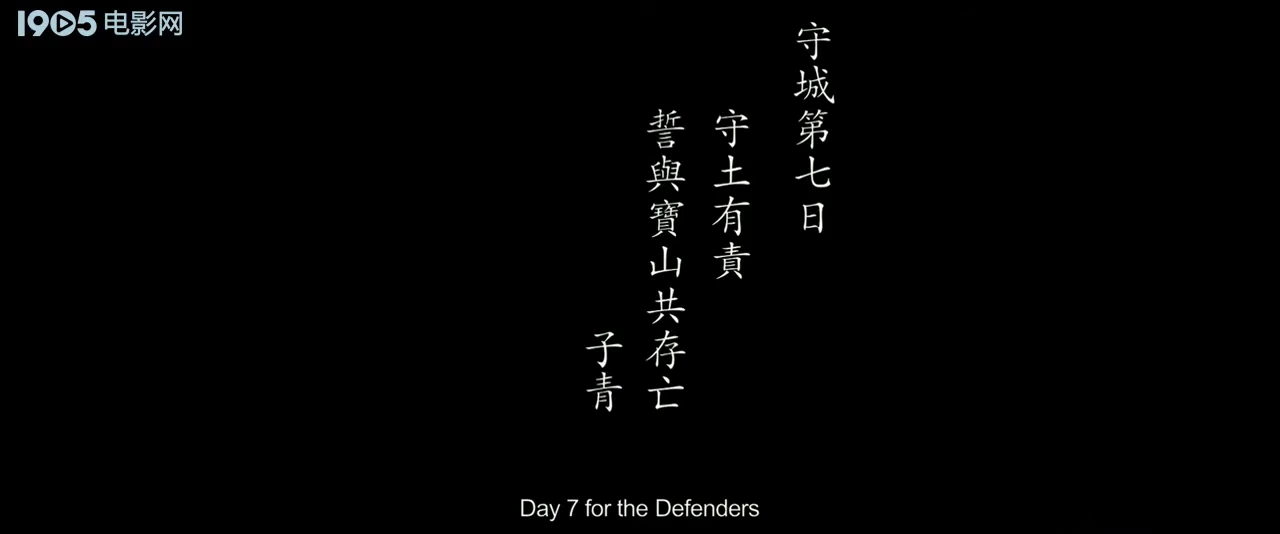 1905电影网
守城第七日
守土有責
誓與寶山共存亡
子青
Day 7 for the Defenders